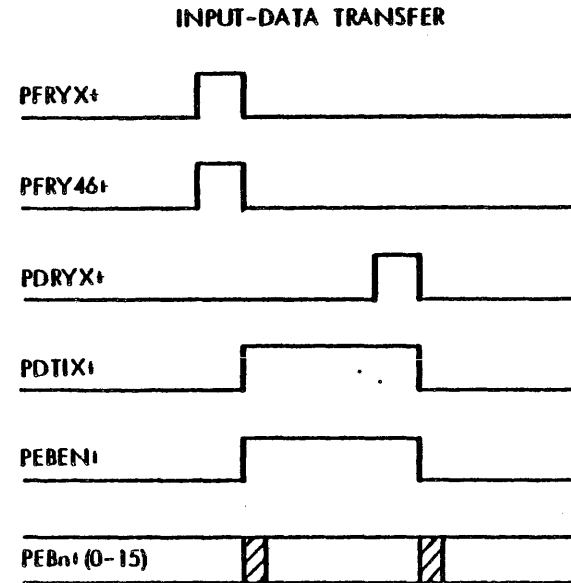 INPUT-DATA TRANSFER
PFRYX+
PFRY46+
PDRYX+
PDTIX+
PEBEN+
PEBn+ (0-15)